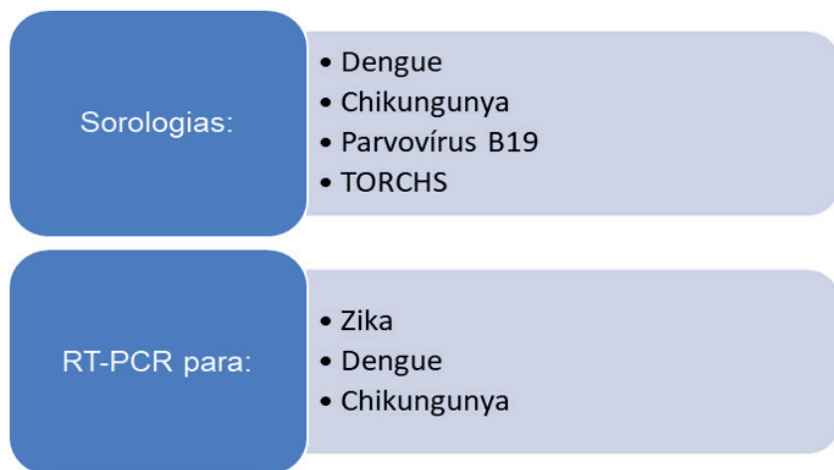 Sorologias:
• Dengue
• Chikungunya
• Parvovírus B19
• TORCHS
RT-PCR para:
• Zika
• Dengue
• Chikungunya